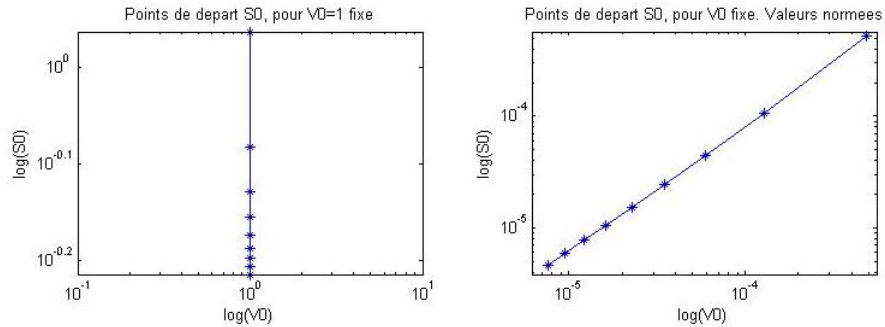 Points de depart S0, pour V0=1 fixe
10^0
10^-0.1
10^-0.2
log(S0)
10^-1
10^0
10^1
log(V0)
Points de depart S0, pour V0 fixe. Valeurs normees
10^-4
10^-5
log(S0)
10^-5
10^-4
log(V0)